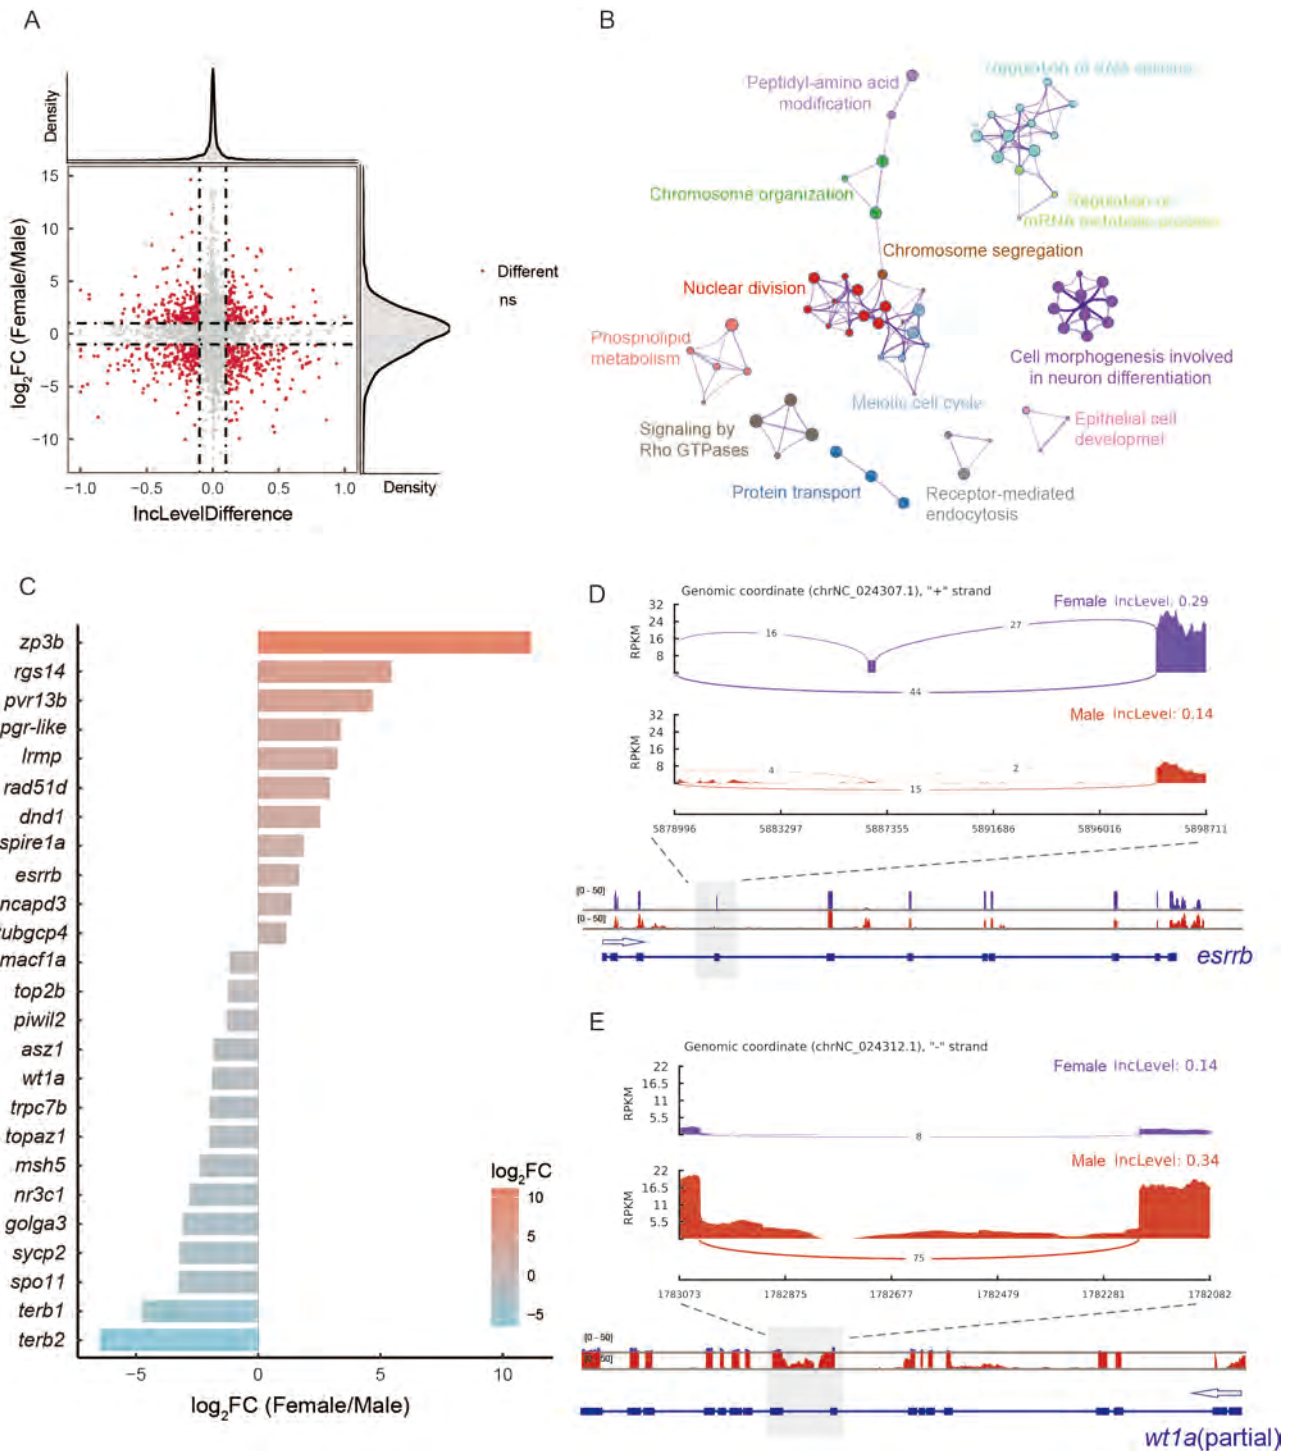 A
Density
15
10
5
0
−5
−10
log2FC (Female/Male)
−1.0 −0.5 0.0 0.5 1.0
IncLevelDifference
Density
Different
ns
B
Peptidyl-amino acid
modification
Chromosome organization
Regulation of
mRNA metabolic process
Chromosome segregation
Nuclear division
Phospholipid
metabolism
Cell morphogenesis involved
in neuron differentiation
Meiotic cell cycle
Signaling by
Rho GTPases
Epithelial cell
developmel
Protein transport
Receptor-mediated
endocytosis
C
zp3b
rgs14
pvr13b
pgr-like
lrmp
rad51d
dnd1
spire1a
esrrb
ncapd3
ubgcp4
macf1a
top2b
piwil2
asz1
wt1a
trpc7b
topaz1
msh5
nr3c1
golga3
sycp2
spo11
terb1
terb2
−5 0 5 10
log2FC (Female/Male)
log2FC
10
5
0
−5
D
Genomic coordinate (chrNC_024307.1), "+" strand
Female IncLevel: 0.29
32
24
16
8
RPKM
16
27
44
Male IncLevel: 0.14
32
24
16
8
RPKM
4
2
15
5878996 5883297 5887355 5891686 5896016 5898711
[0 - 50]
[0 - 50]
esrrb
E
Genomic coordinate (chrNC_024312.1), "-" strand
Female IncLevel: 0.14
22
16.5
11
5.5
RPKM
8
Male IncLevel: 0.34
22
16.5
11
5.5
RPKM
75
1783073 1782875 1782677 1782479 1782281 1782082
[0 - 50]
wt1a(partial)